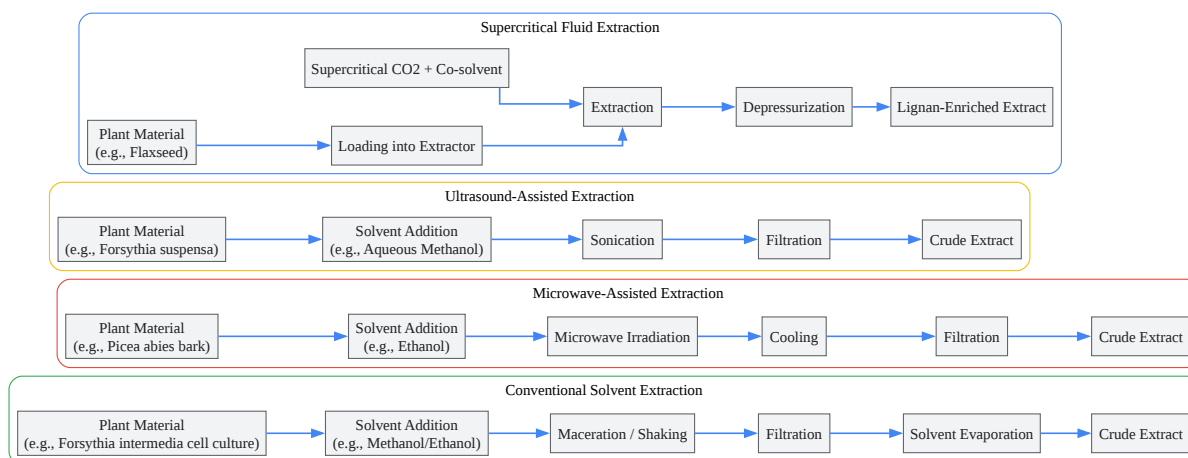 Supercritical Fluid Extraction
Supercritical CO2 + Co-solvent
Extraction
Depressurization
Lignan-Enriched Extract
Plant Material
(e.g., Flaxseed)
Loading into Extractor
Ultrasound-Assisted Extraction
Plant Material
(e.g., Forsythia suspensa)
Solvent Addition
(e.g., Aqueous Methanol)
Sonication
Filtration
Crude Extract
Microwave-Assisted Extraction
Plant Material
(e.g., Picea abies bark)
Solvent Addition
(e.g., Ethanol)
Microwave Irradiation
Cooling
Filtration
Crude Extract
Conventional Solvent Extraction
Plant Material
(e.g., Forsythia intermedia cell culture)
Solvent Addition
(e.g., Methanol/Ethanol)
Maceration / Shaking
Filtration
Solvent Evaporation
Crude Extract